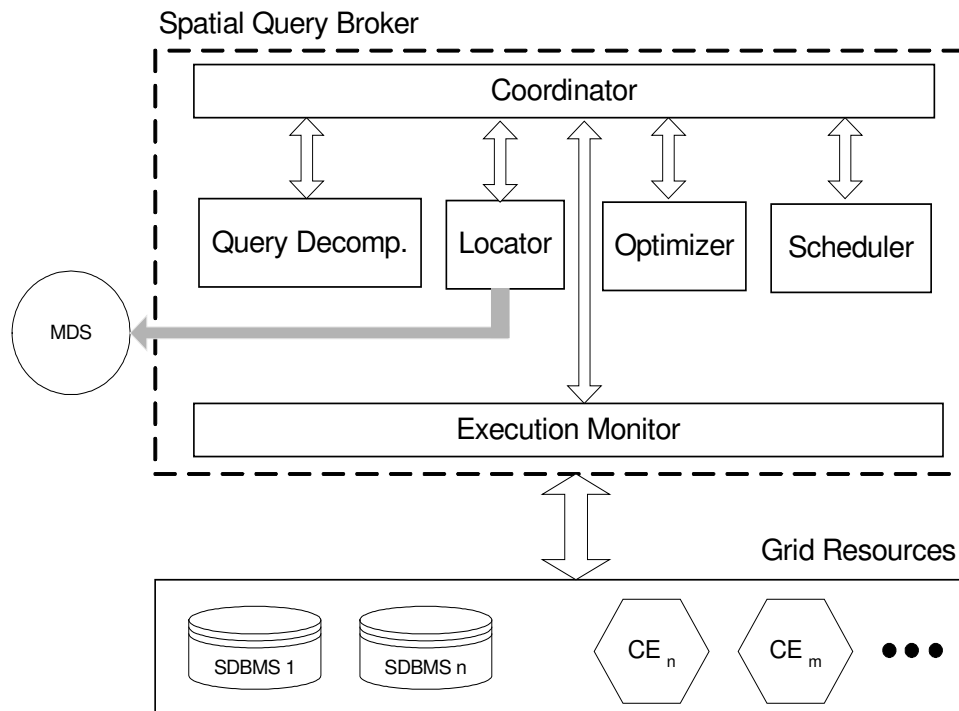 Spatial Query Broker
Coordinator
Query Decomp.
Locator
Optimizer
Scheduler
MDS
Execution Monitor
Grid Resources
SDBMS 1
SDBMS n
CE n
CE m